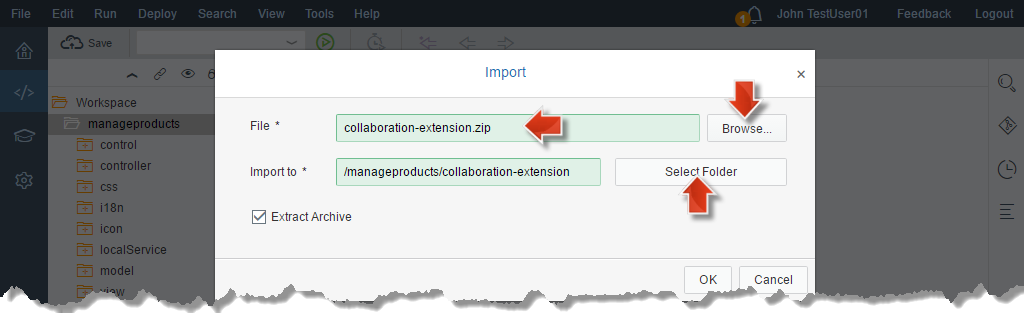 File Edit Run Deploy Search View Tools Help 1 John TestUser01 Feedback Logout
Save
Import ×
Workspace
manageproducts
File * collaboration-extension.zip Browse...
control
controller
Import to * /manageproducts/collaboration-extension Select Folder
css
i18n
Extract Archive
icon
localService
model
OK Cancel
view